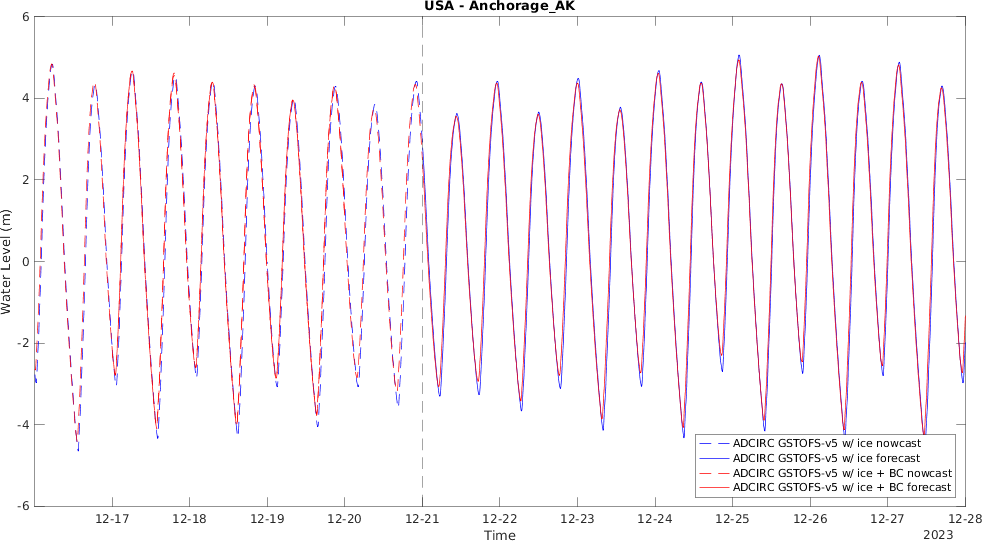 USA - Anchorage_AK
6
4
2
0
-2
-4
-6
Water Level (m)
ADCIRC GSTOFS-v5 w/ ice nowcast
ADCIRC GSTOFS-v5 w/ ice forecast
ADCIRC GSTOFS-v5 w/ ice + BC nowcast
ADCIRC GSTOFS-v5 w/ ice + BC forecast
12-17 12-18 12-19 12-20 12-21 12-22 12-23 12-24 12-25 12-26 12-27 12-28
Time
2023